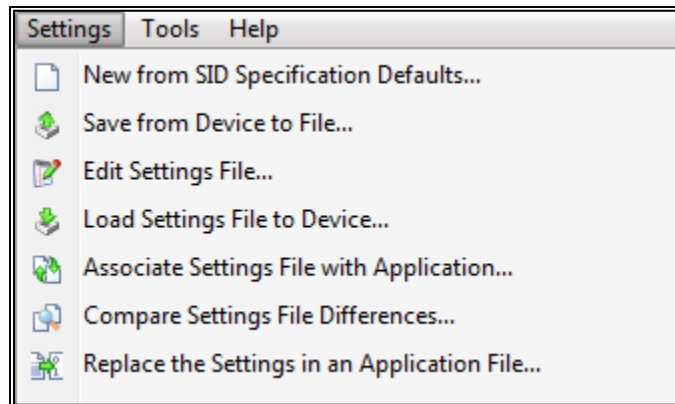 Settings Tools Help
New from SID Specification Defaults...
Save from Device to File...
Edit Settings File...
Load Settings File to Device...
Associate Settings File with Application...
Compare Settings File Differences...
Replace the Settings in an Application File...